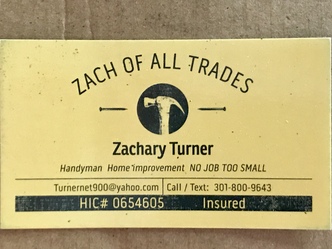 ZACH OF ALL TRADES
Zachary Turner
Handyman Home improvement NO JOB TOO SMALL
Turnernet900@yahoo.com Call / Text: 301-800-9643
HIC# 0654605 Insured